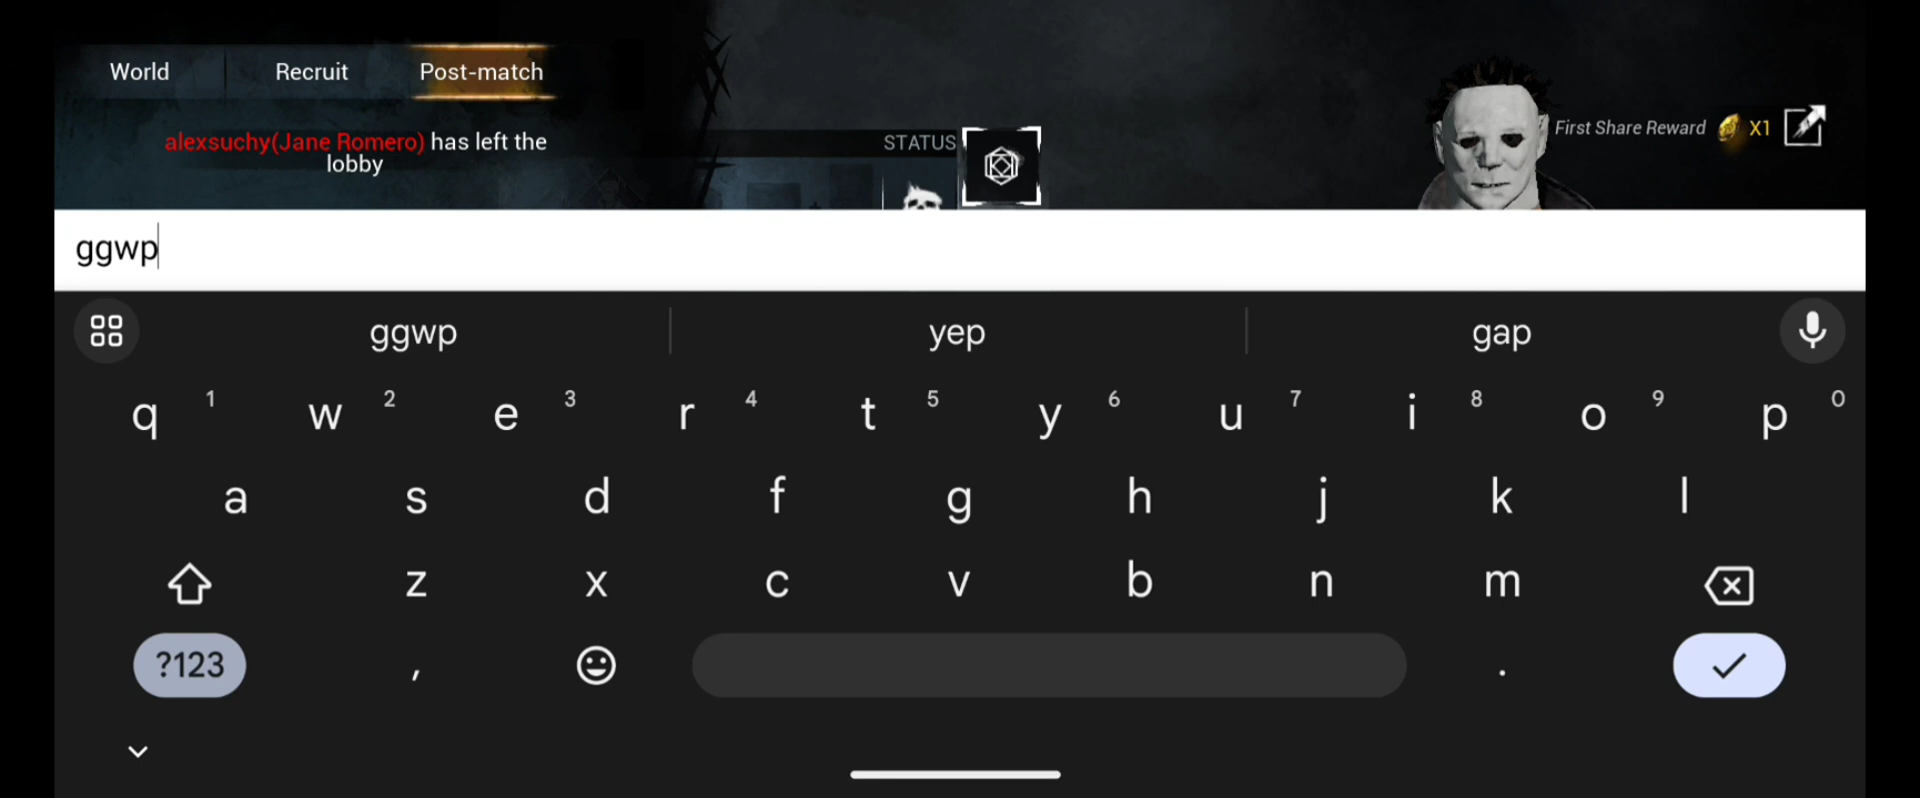 World Recruit Post-match
alexsuchy(Jane Romero) has left the
lobby
STATUS
First Share Reward X1
ggwp
ggwp yep gap
q 1 w 2 e 3 r 4 t 5 y 6 u 7 i 8 o 9 p 0
a s d f g h j k l
z x c v b n m
?123 , .